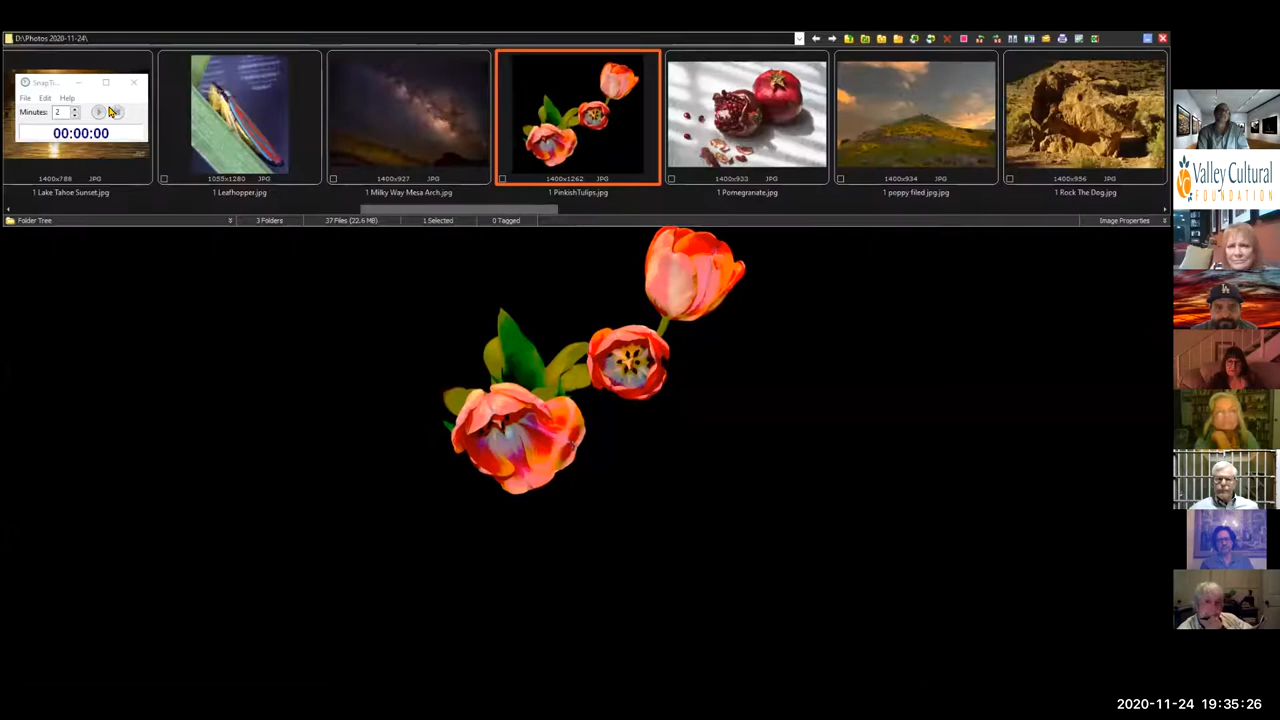 D:\Photos 2020-11-24\
SnapTi...
File Edit Help
Minutes: 2
00:00:00
1400x788 JPG
1055x1280 JPG
1400x927 JPG
1400x1262 JPG
1400x933 JPG
1400x934 JPG
1400x956 JPG
1 Lake Tahoe Sunset.jpg
1 Leafhopper.jpg
1 Milky Way Mesa Arch.jpg
1 PinkishTulips.jpg
1 Pomegranate.jpg
1 poppy filed jpg.jpg
1 Rock The Dog.jpg
Folder Tree
3 Folders
37 Files (22.6 MB)
1 Selected
0 Tagged
Image Properties
Valley Cultural
FOUNDATION
LA
2020-11-24 19:35:26